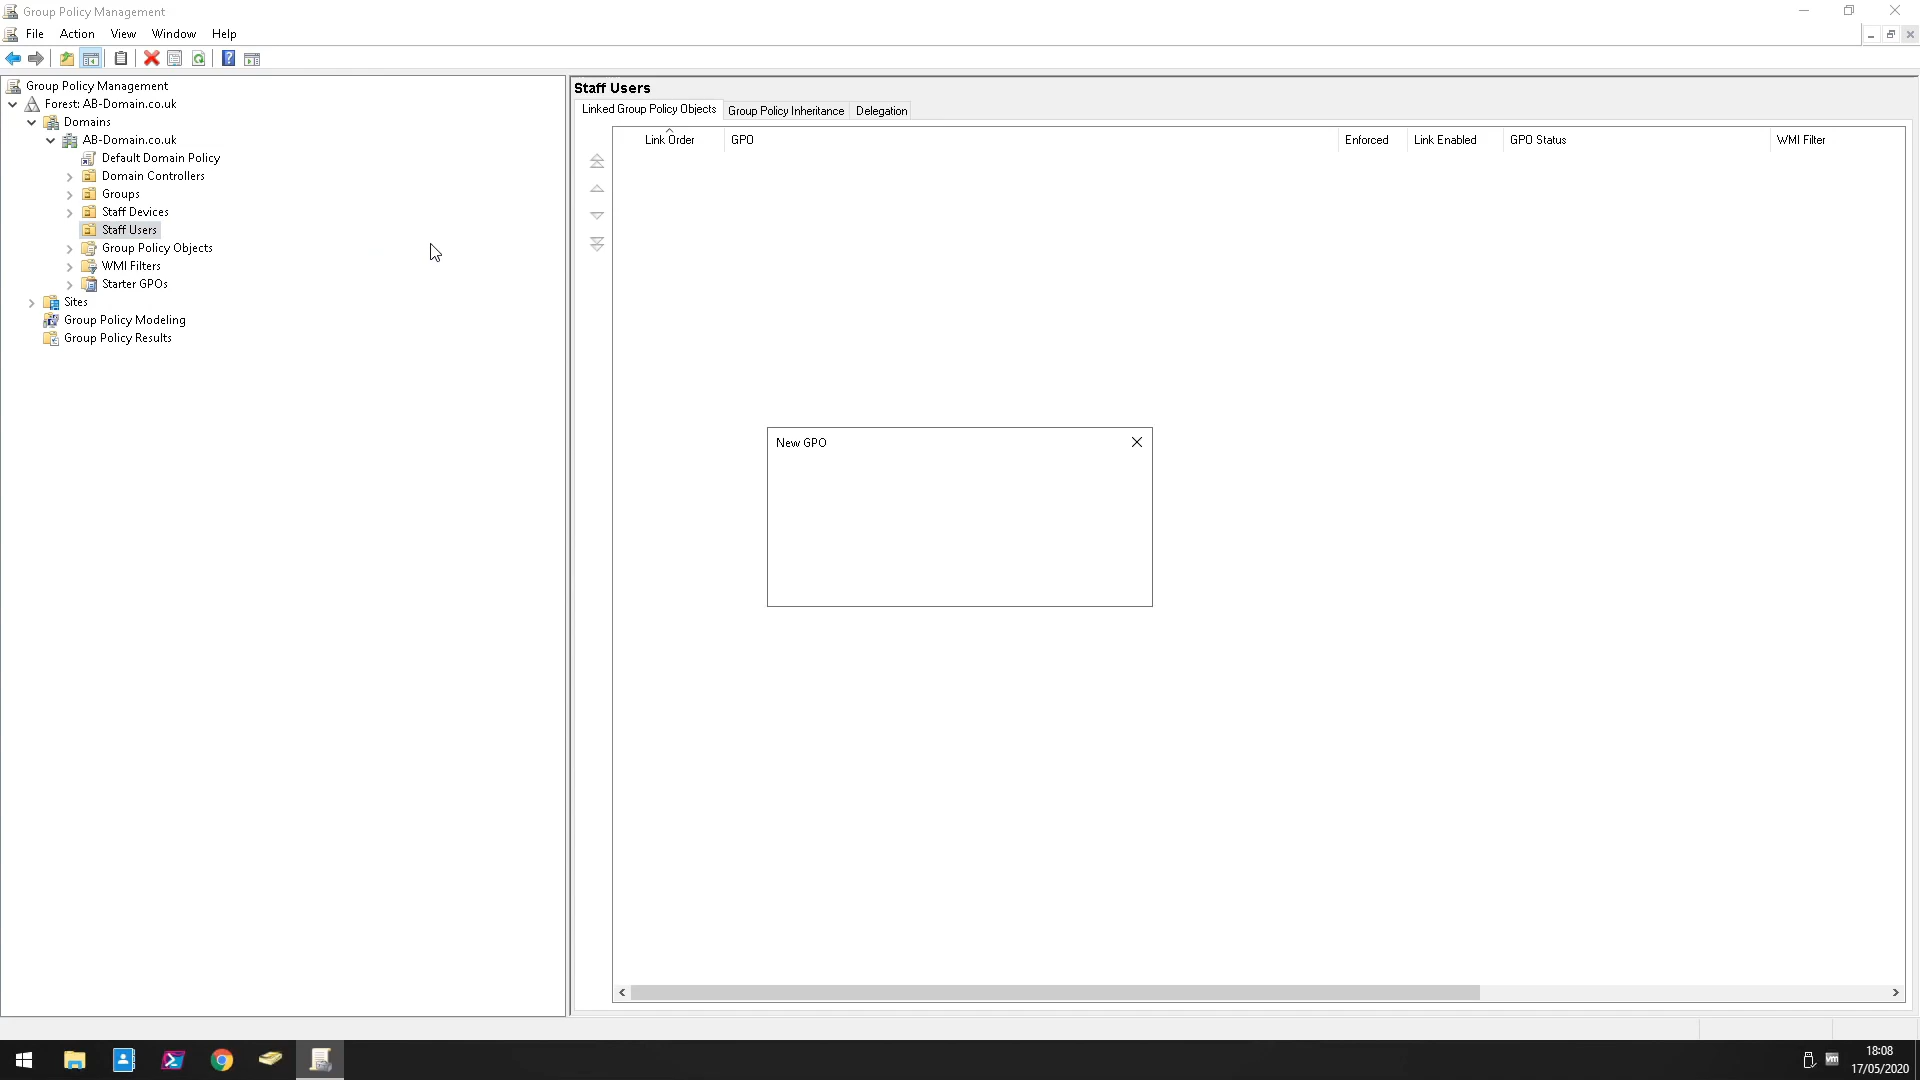 Group Policy Management
File Action View Window Help
Group Policy Management
Forest: AB-Domain.co.uk
Domains
AB-Domain.co.uk
Default Domain Policy
Domain Controllers
Groups
Staff Devices
Staff Users
Group Policy Objects
WMI Filters
Starter GPOs
Sites
Group Policy Modeling
Group Policy Results
Staff Users
Linked Group Policy Objects Group Policy Inheritance Delegation
Link Order GPO Enforced Link Enabled GPO Status WMI Filter
New GPO
vm
18:08
17/05/2020